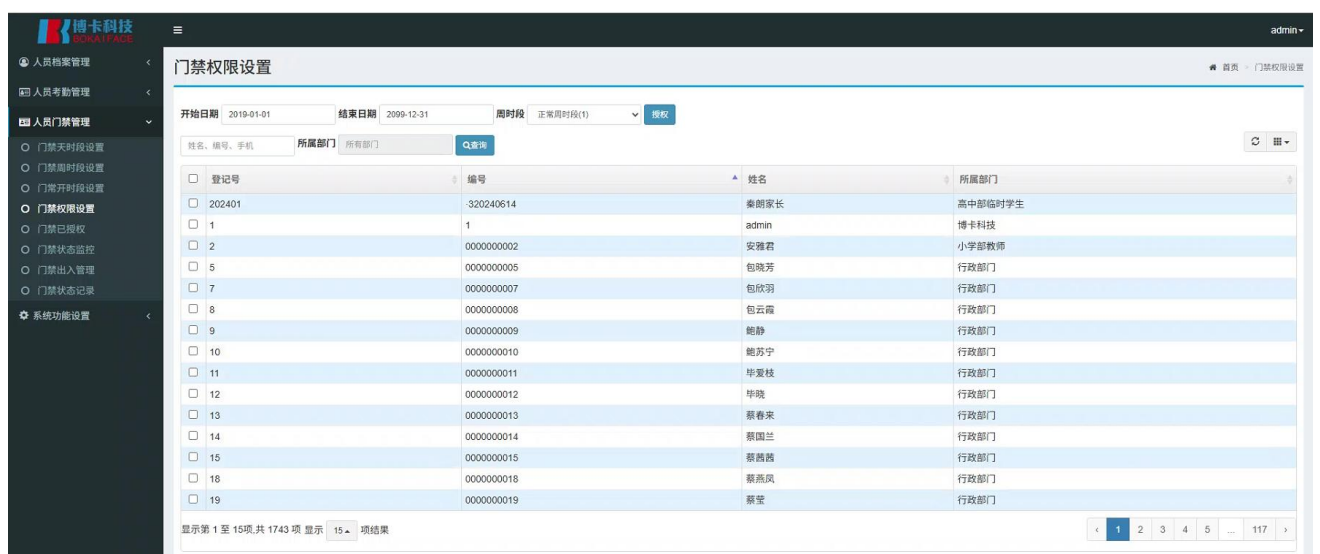 博卡科技
BOKATFACE
admin
人员档案管理
人员考勤管理
人员门禁管理
门禁天时段设置
门禁周时段设置
门常开时段设置
门禁权限设置
门禁已授权
门禁状态监控
门禁出入管理
门禁状态记录
系统功能设置
门禁权限设置
首页 门禁权限设置
开始日期 2019-01-01 结束日期 2099-12-31 周时段 正常周时段(1) 授权
姓名、编号、手机 所属部门 所有部门 查询
登记号 编号 姓名 所属部门
202401 -320240614 秦朗家长 高中部临时学生
1 1 admin 博卡科技
2 0000000002 安雅君 小学部教师
5 0000000005 包晓芳 行政部门
7 0000000007 包欣羽 行政部门
8 0000000008 包云霞 行政部门
9 0000000009 鲍静 行政部门
10 0000000010 鲍苏宁 行政部门
11 0000000011 毕爱枝 行政部门
12 0000000012 毕晓 行政部门
13 0000000013 蔡春来 行政部门
14 0000000014 蔡国兰 行政部门
15 0000000015 蔡茜茜 行政部门
18 0000000018 蔡燕凤 行政部门
19 0000000019 蔡莹 行政部门
显示第 1 至 15项,共 1743 项 显示 15 项结果
‹ 1 2 3 4 5 ... 117 ›